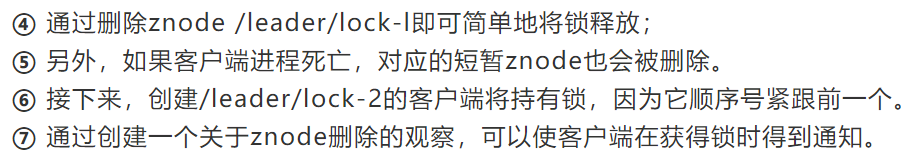 ④ 通过删除znode /leader/lock-l即可简单地将锁释放；
⑤ 另外，如果客户端进程死亡，对应的短暂znode也会被删除。
⑥ 接下来，创建/leader/lock-2的客户端将持有锁，因为它顺序号紧跟前一个。
⑦ 通过创建一个关于znode删除的观察，可以使客户端在获得锁时得到通知。